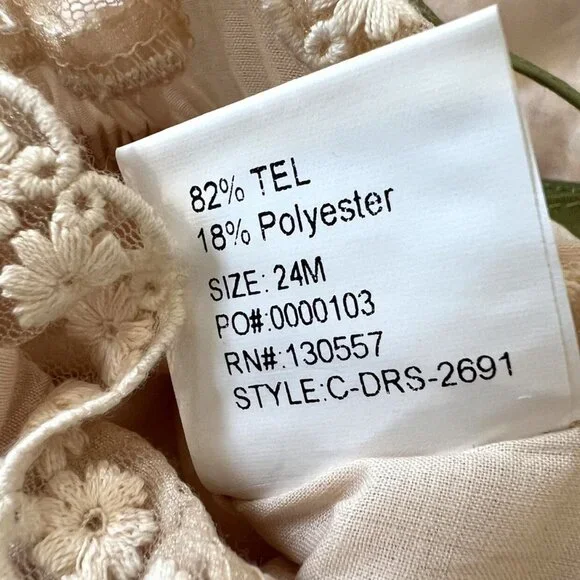 82% TEL
18% Polyester
SIZE: 24M
PO#:0000103
RN#:130557
STYLE:C-DRS-2691